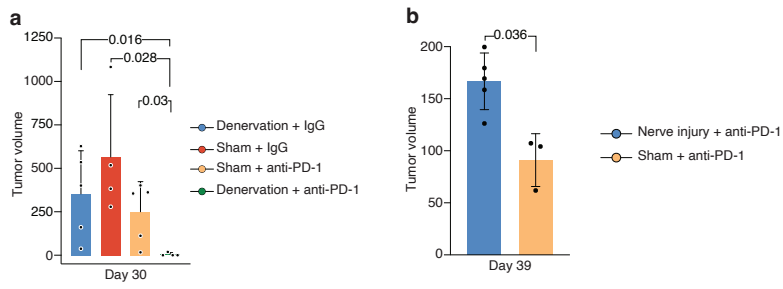 a
0.016
0.028
0.03
1250
1000
750
500
250
0
Tumor volume
Day 30
Denervation + IgG
Sham + IgG
Sham + anti-PD-1
Denervation + anti-PD-1
b
0.036
200
150
100
50
0
Tumor volume
Day 39
Nerve injury + anti-PD-1
Sham + anti-PD-1